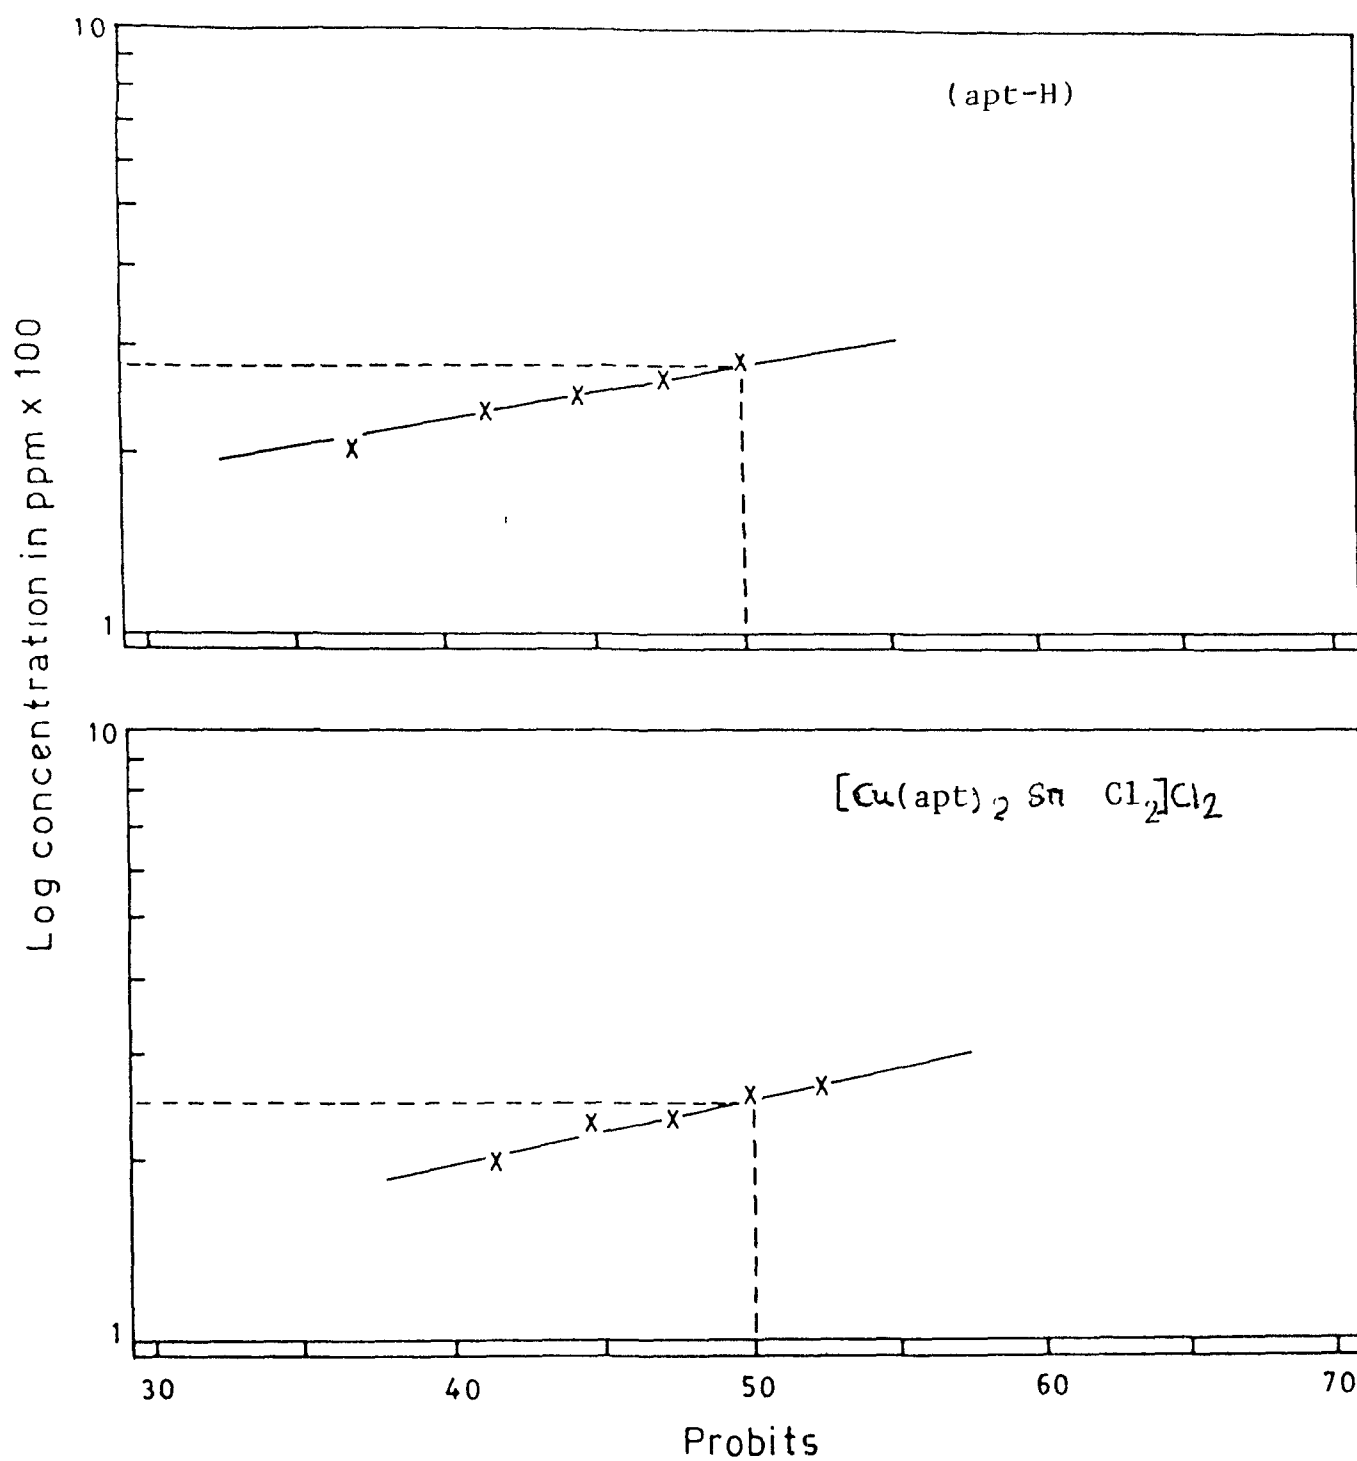 10
(apt-H)
1
Log concentration in ppm x 100
10
[Cu(apt)2 Sn Cl2]Cl2
1
30 40 50 60 70
Probits